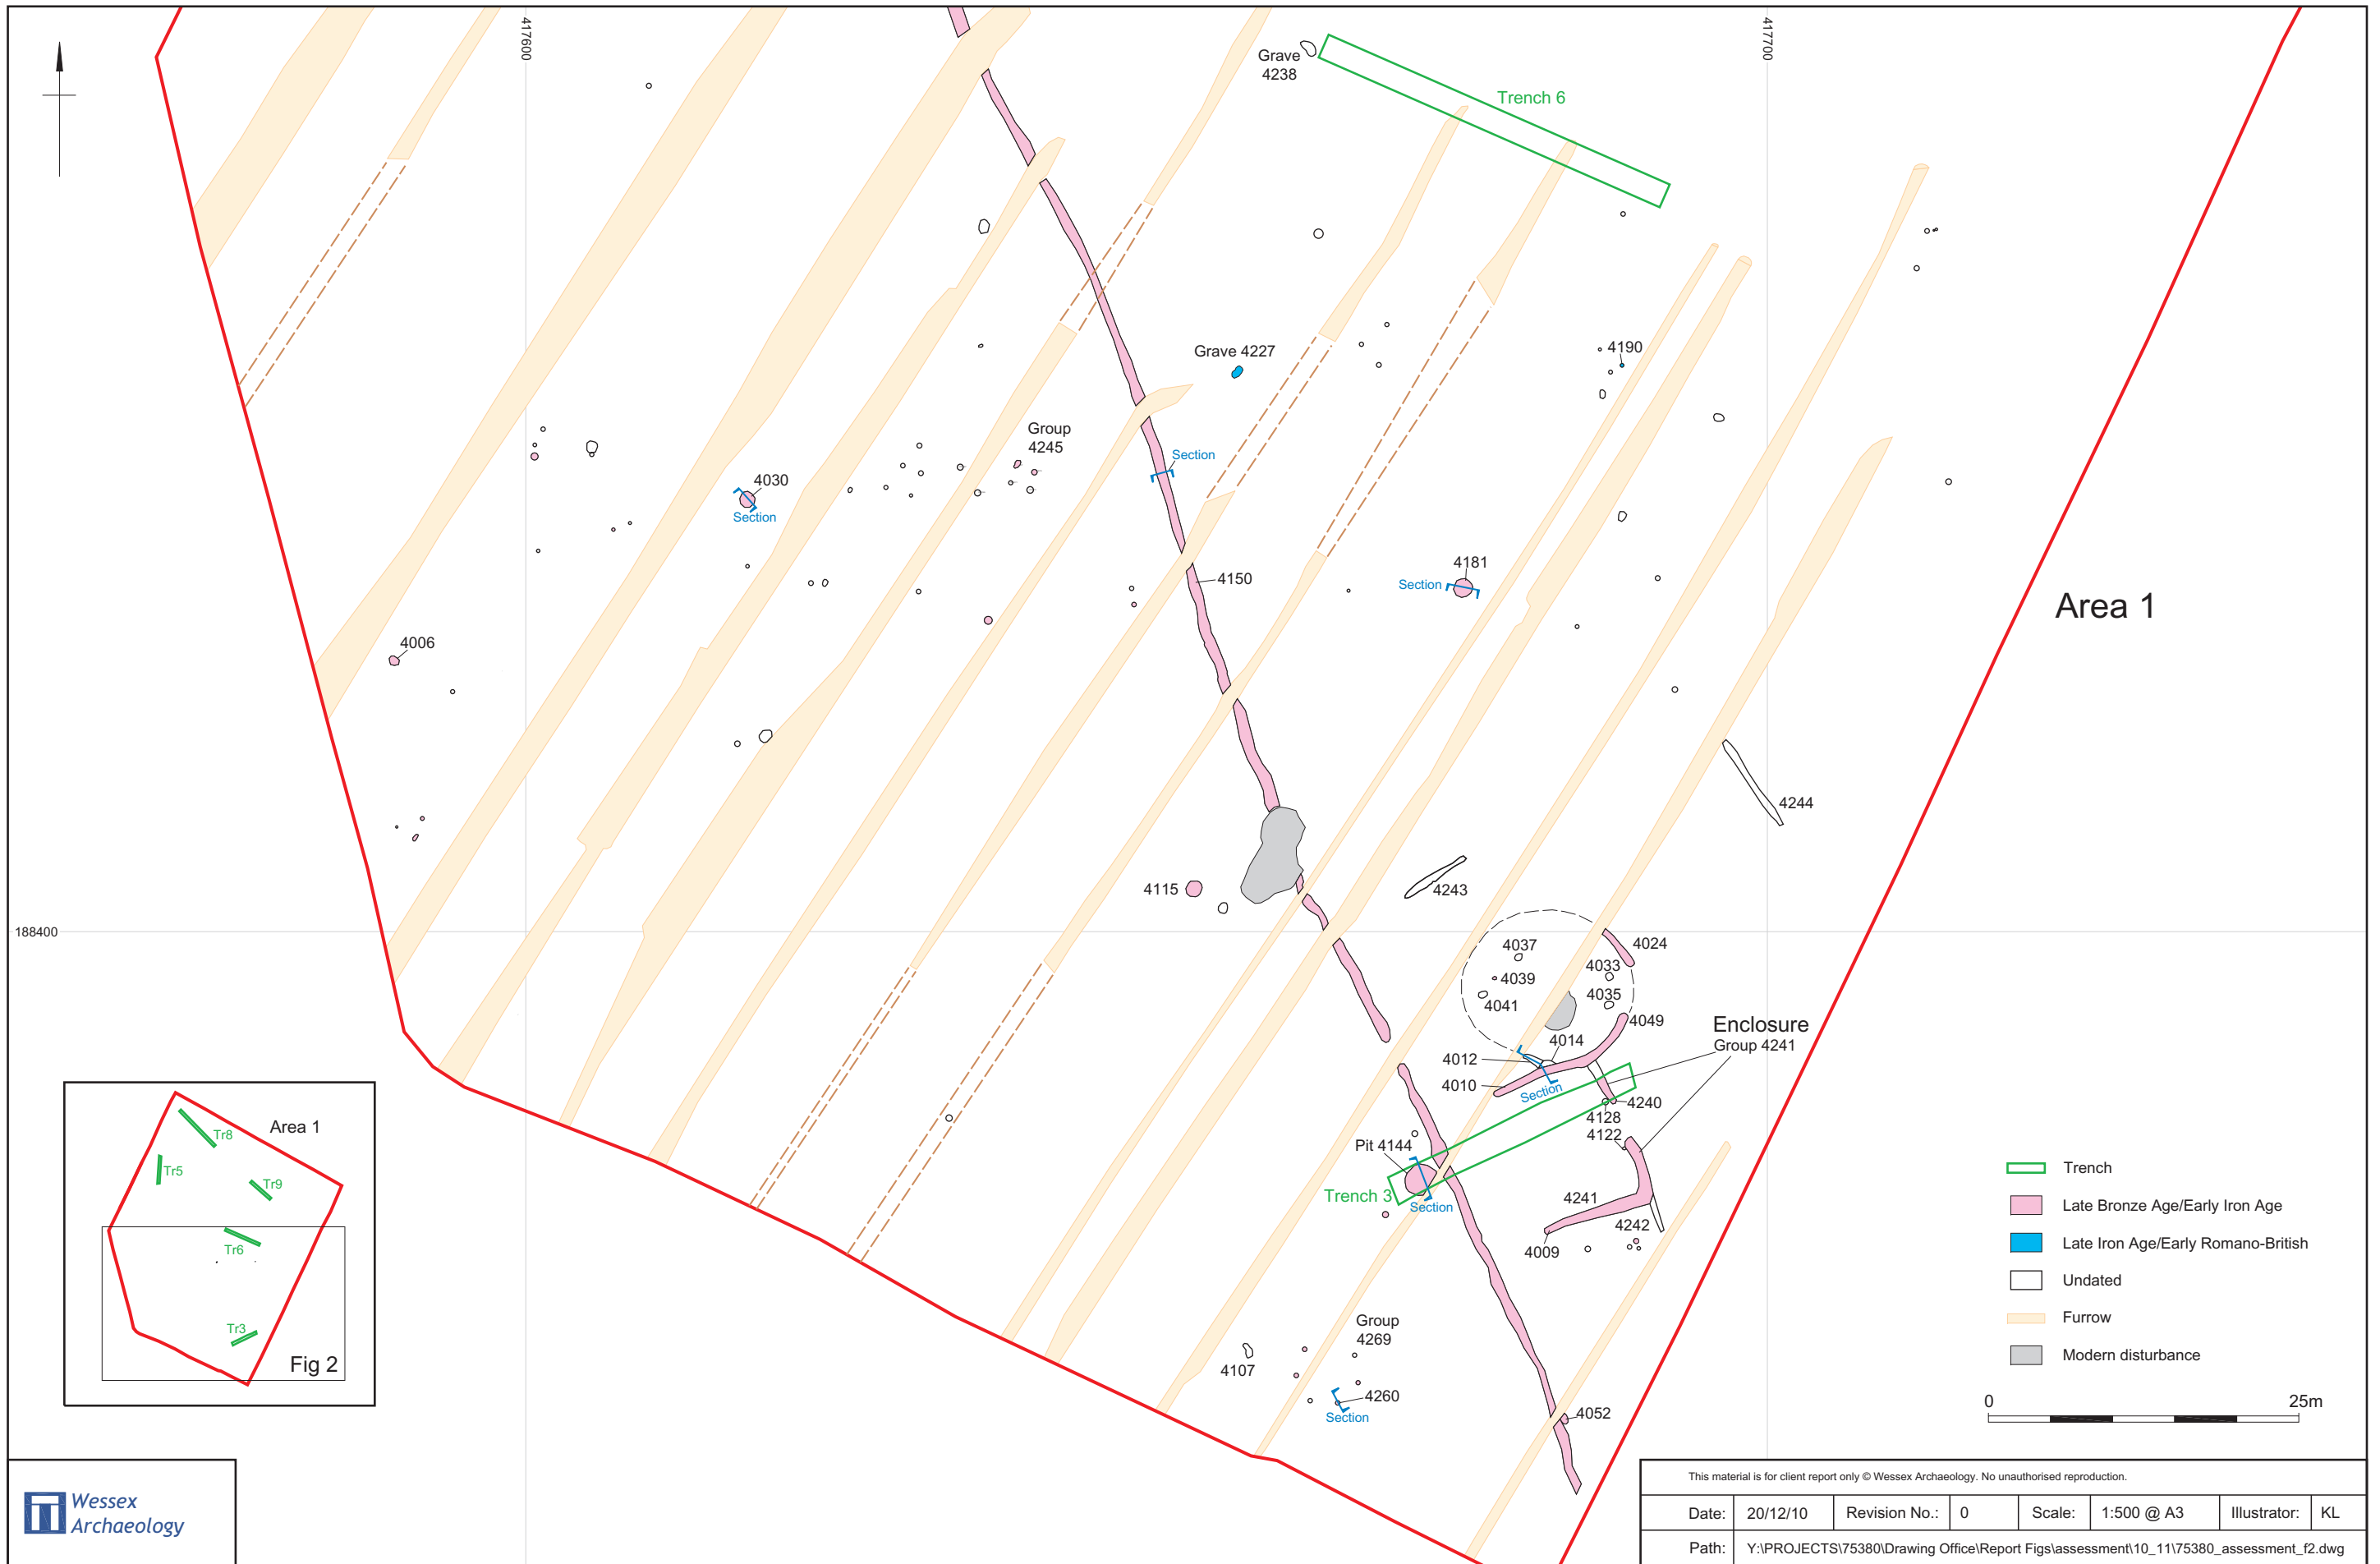 417600
417700
Grave
4238
Trench 6
Grave 4227
4190
Group
4245
Section
4030
Section
4181
Section
4150
Area 1
4006
4244
4115
4243
188400
4024
4037
4033
4039
4035
4041
4049
Enclosure
Group 4241
4014
4012
4010
Section
4240
4128
4122
Pit 4144
Trench 3
Section
4241
4242
4009
Group
4269
4107
4260
Section
4052
Area 1
Tr8
Tr5
Tr9
Tr6
Tr3
Fig 2
Trench
Late Bronze Age/Early Iron Age
Late Iron Age/Early Romano-British
Undated
Furrow
Modern disturbance
0 25m
Wessex
Archaeology
This material is for client report only © Wessex Archaeology. No unauthorised reproduction.
Date: 20/12/10 Revision No.: 0 Scale: 1:500 @ A3 Illustrator: KL
Path: Y:\PROJECTS\75380\Drawing Office\Report Figs\assessment\10_11\75380_assessment_f2.dwg